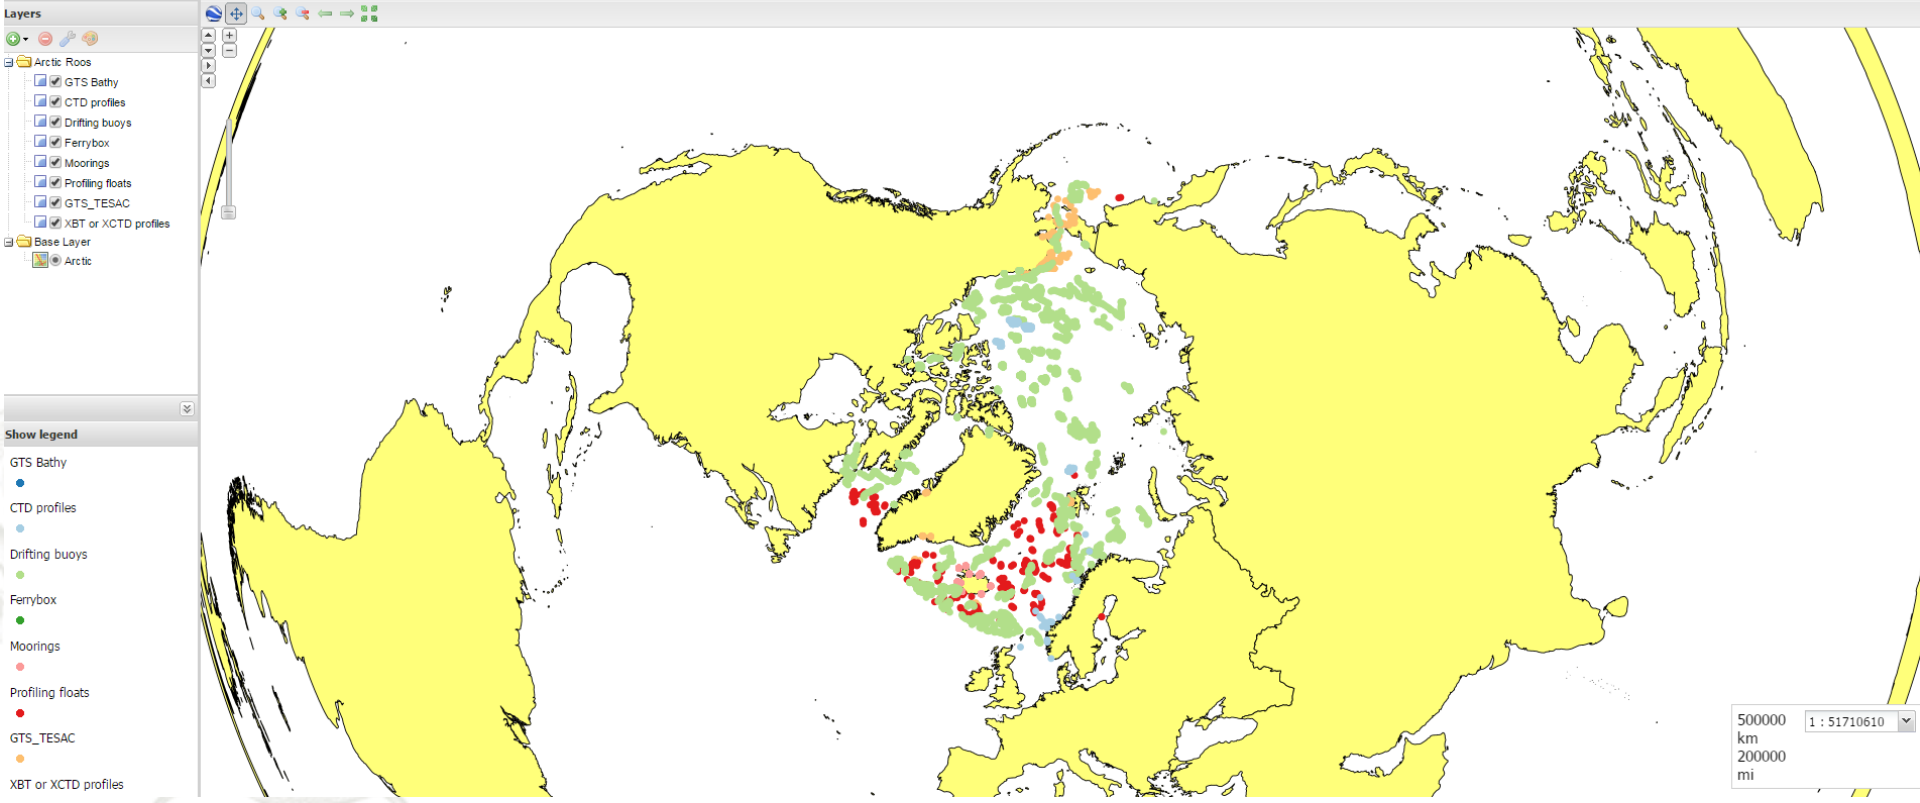 Layers
Arctic Roos
GTS Bathy
CTD profiles
Drifting buoys
Ferrybox
Moorings
Profiling floats
GTS_TESAC
XBT or XCTD profiles
Base Layer
Arctic
Show legend
GTS Bathy
CTD profiles
Drifting buoys
Ferrybox
Moorings
Profiling floats
GTS_TESAC
XBT or XCTD profiles
500000
km
200000
mi
1 : 51710610